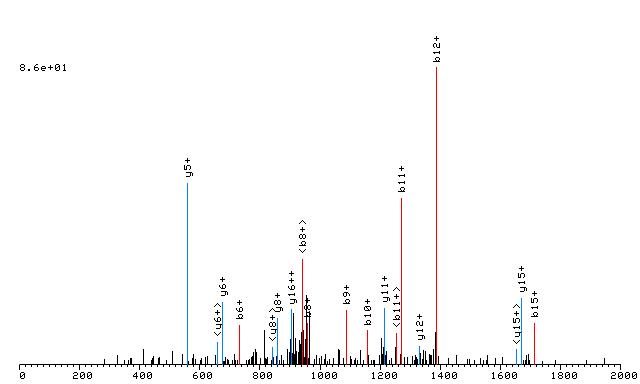 8.6e+01
b12+
y5+
b11+
<b8+>
y16++
y6+
<y6+>
b6+
<y8+>
y8+
b8+
b9+
b10+
y11+
<b11+>
y12+
y15+
<y15+>
b15+
0 200 400 600 800 1000 1200 1400 1600 1800 2000